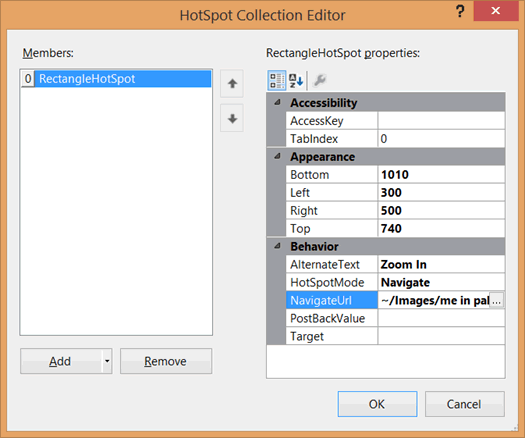 HotSpot Collection Editor
? X
Members:
0 RectangleHotSpot
Add
Remove
RectangleHotSpot properties:
Accessibility
AccessKey
TabIndex 0
Appearance
Bottom 1010
Left 300
Right 500
Top 740
Behavior
AlternateText Zoom In
HotSpotMode Navigate
NavigateUrl ~/Images/me in pal ...
PostBackValue
Target
OK
Cancel